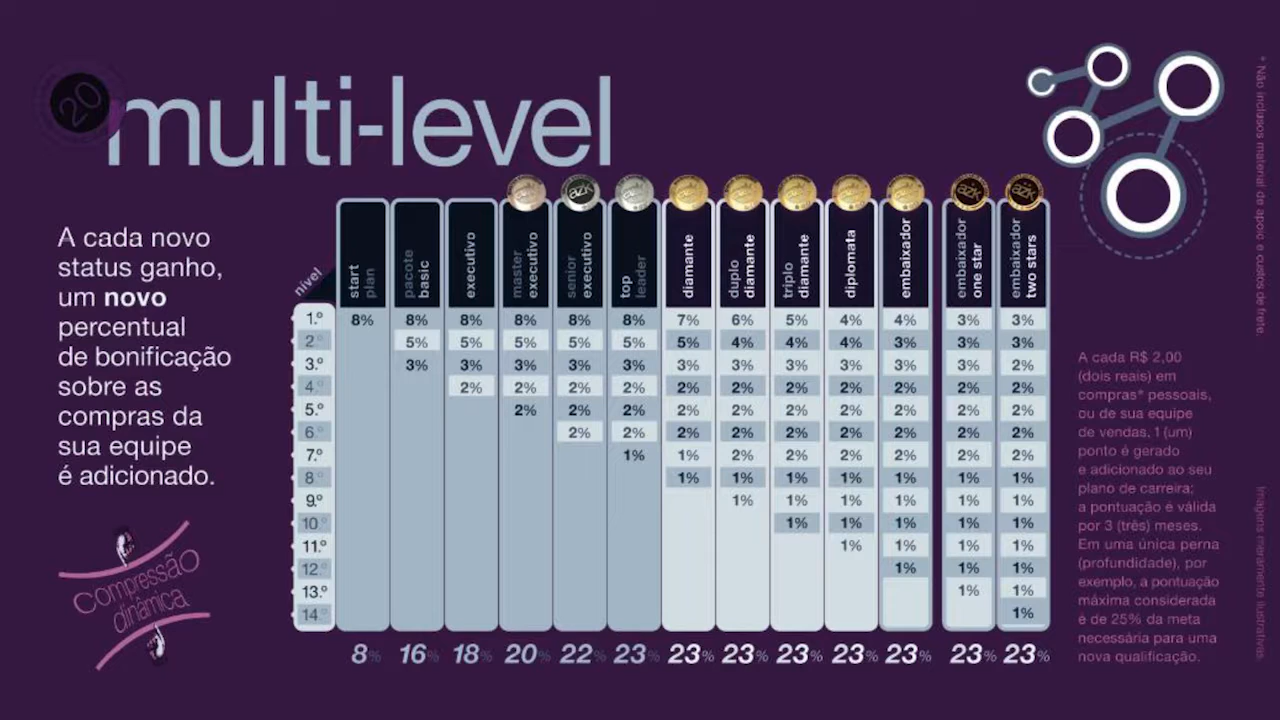 20
multi-level
A cada novo
status ganho,
um novo
percentual
de bonificação
sobre as
compras da
sua equipe
é adicionado.
Compressão
dinâmica
nível
start
plan
pacote
basic
executivo
master
executivo
senior
executivo
top
leader
diamante
duplo
diamante
triplo
diamante
diplomata
embaixador
embaixador
one star
embaixador
two stars
1.º 8% 8% 8% 8% 8% 8% 7% 6% 5% 4% 4% 3% 3%
2.º 5% 5% 5% 5% 5% 5% 4% 4% 4% 3% 3% 3%
3.º 3% 3% 3% 3% 3% 3% 3% 3% 3% 3% 3% 2%
4.º 2% 2% 2% 2% 2% 2% 2% 2% 2% 2% 2%
5.º 2% 2% 2% 2% 2% 2% 2% 2% 2% 2%
6.º 2% 2% 2% 2% 2% 2% 2% 2% 2%
7.º 1% 1% 2% 2% 2% 2% 2% 2%
8.º 1% 1% 1% 1% 1% 1% 1%
9.º 1% 1% 1% 1% 1% 1%
10.º 1% 1% 1% 1% 1%
11.º 1% 1% 1% 1%
12.º 1% 1% 1%
13.º 1% 1%
14.º 1%
8% 16% 18% 20% 22% 23% 23% 23% 23% 23% 23% 23% 23%
A cada R$ 2,00
(dois reais) em
compras* pessoais,
ou de sua equipe
de vendas, 1 (um)
ponto é gerado
e adicionado ao seu
plano de carreira;
a pontuação é válida
por 3 (três) meses.
Em uma única perna
(profundidade), por
exemplo, a pontuação
máxima considerada
é de 25% da meta
necessária para uma
nova qualificação.
* Não inclusos material de apoio e custos de frete.
Imagens meramente ilustrativas.